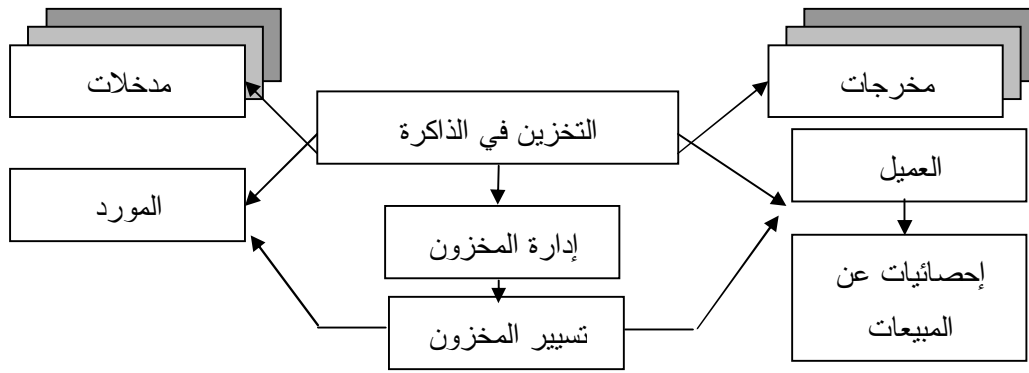 مخرجات
مدخلات
التخزين في الذاكرة
العميل
المورد
إدارة المخزون
إحصائيات عن
المبيعات
تسيير المخزون